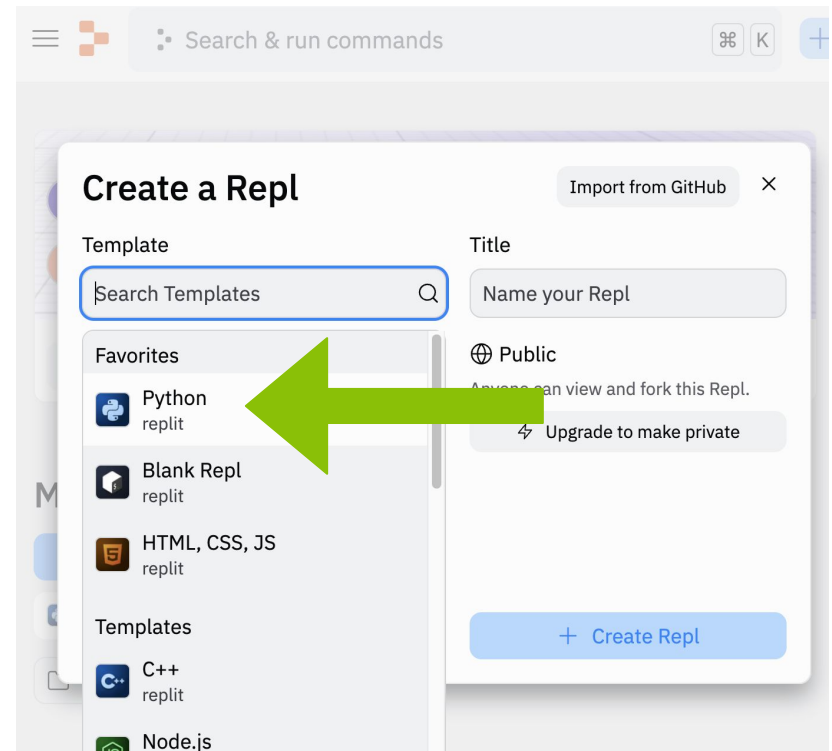 Search & run commands
⌘ K
Create a Repl
Import from GitHub
Template
Title
Search Templates
Name your Repl
Favorites
Public
Python
replit
Anyone can view and fork this Repl.
Upgrade to make private
Blank Repl
replit
HTML, CSS, JS
replit
Templates
Create Repl
C++
replit
Node.js